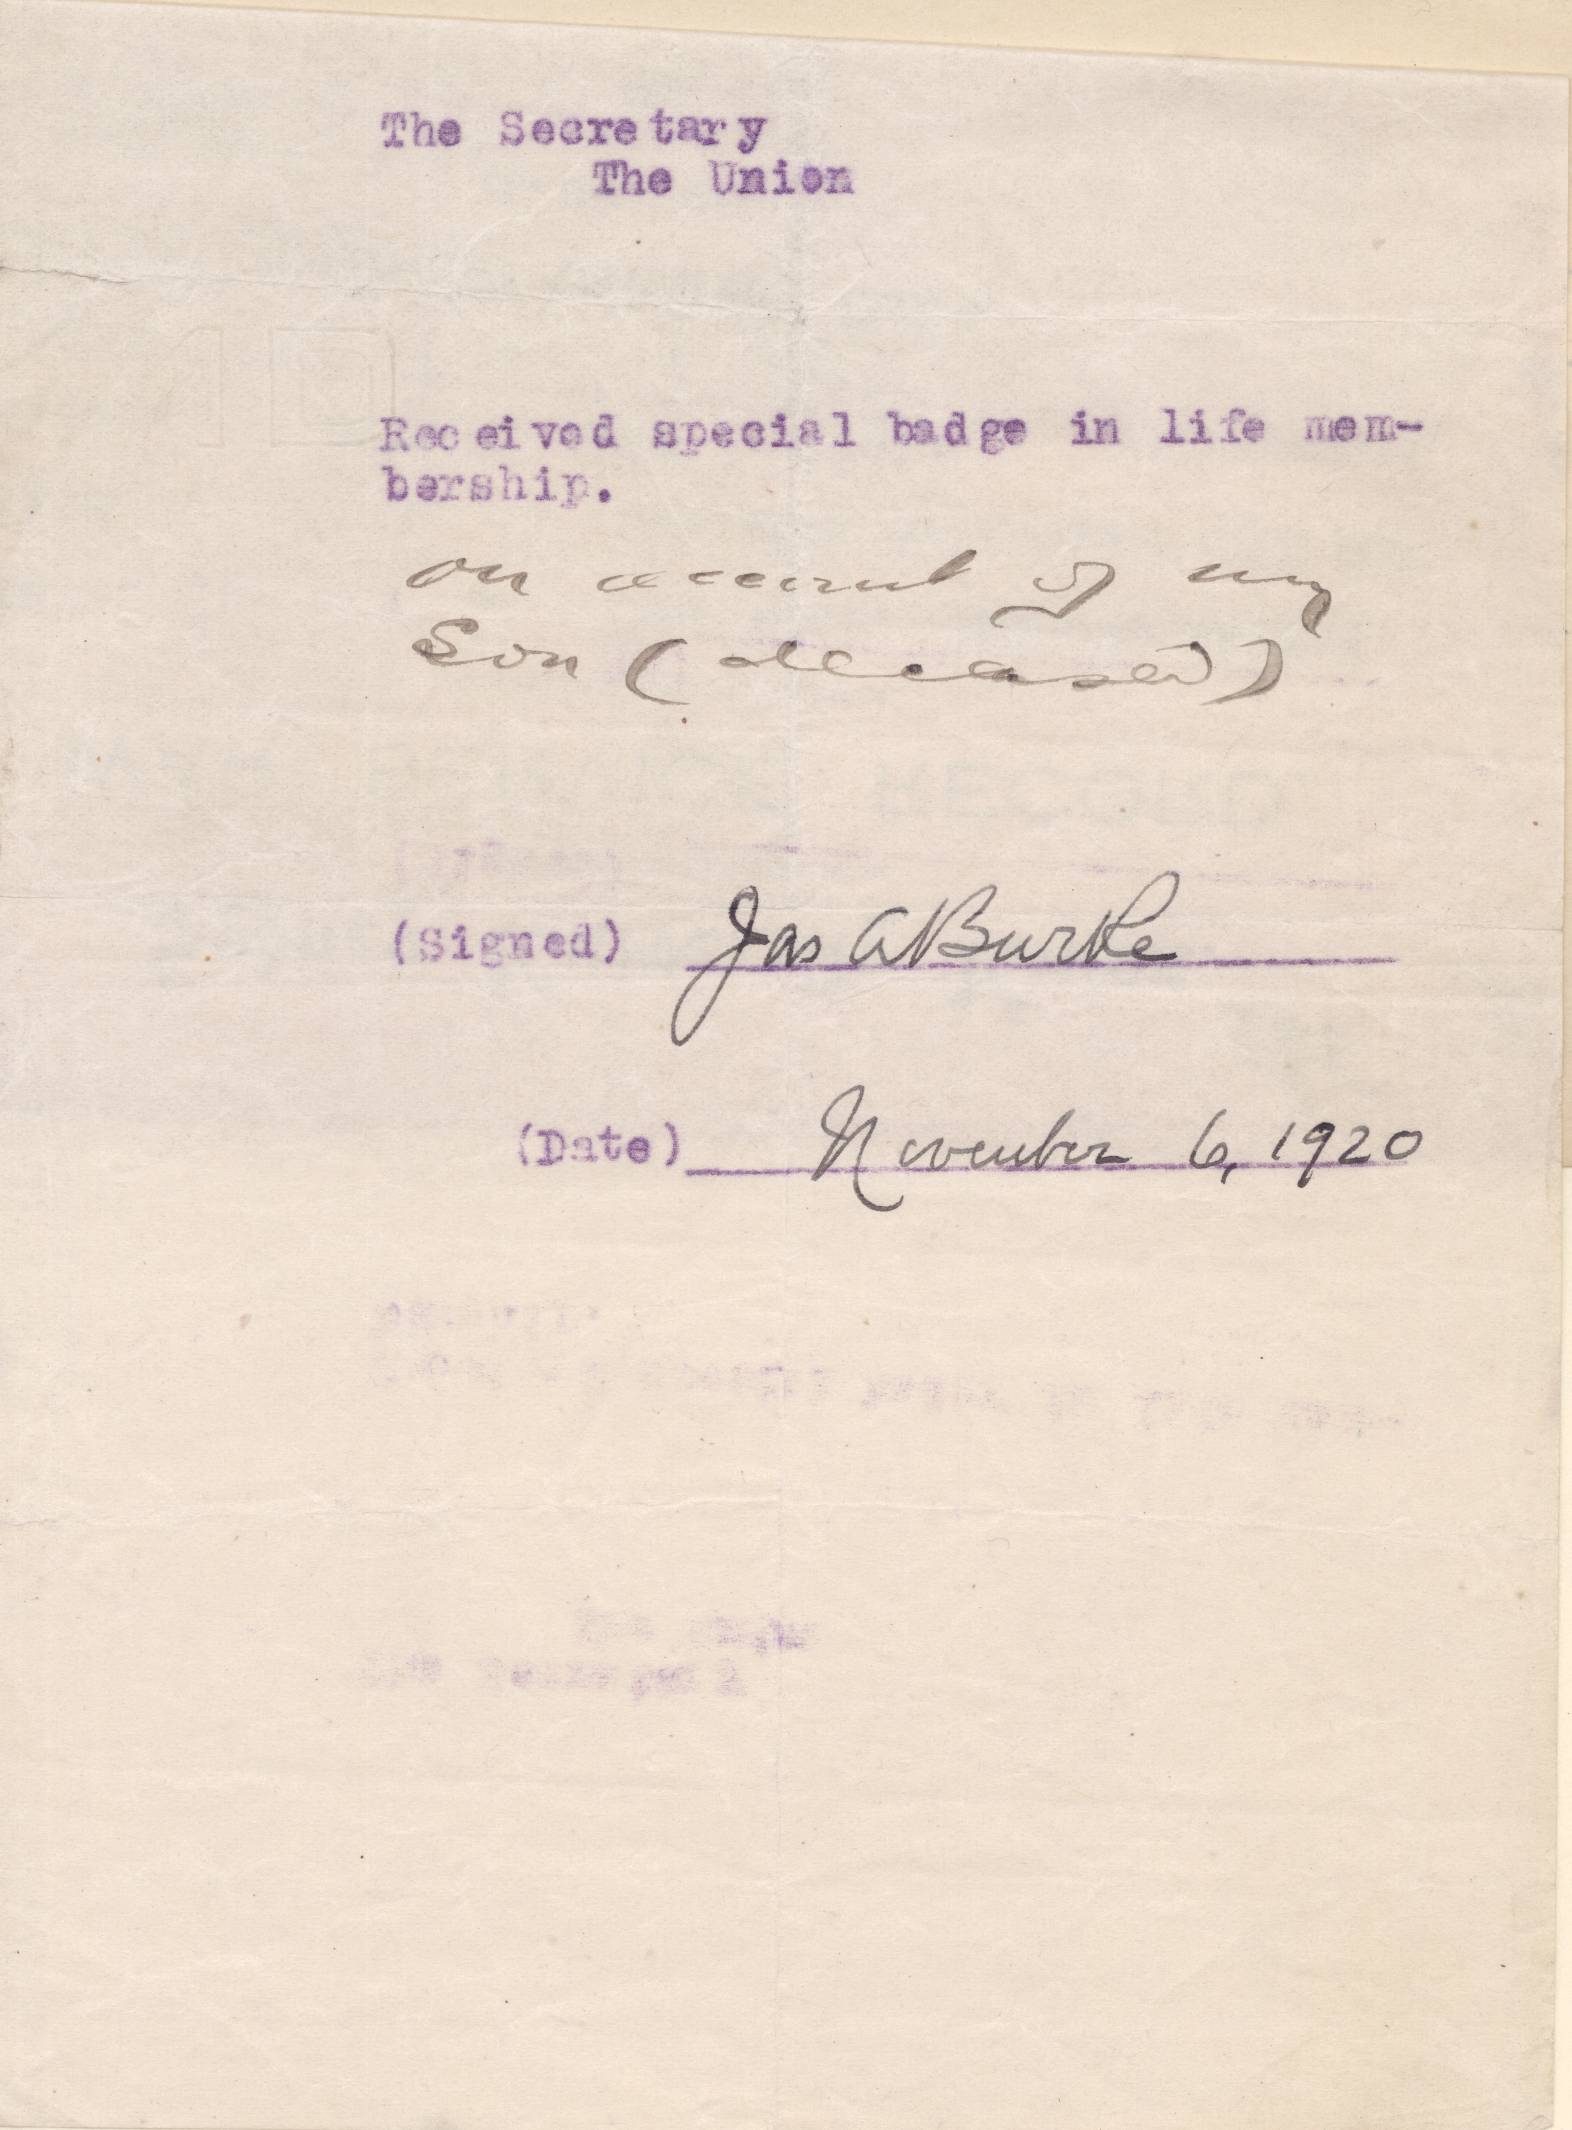 The Secretary
The Union
Received special badge in life mem-
bership.
on account of my
Son (deceased)
(Signed) Jas A Burke
(Date) November 6, 1920